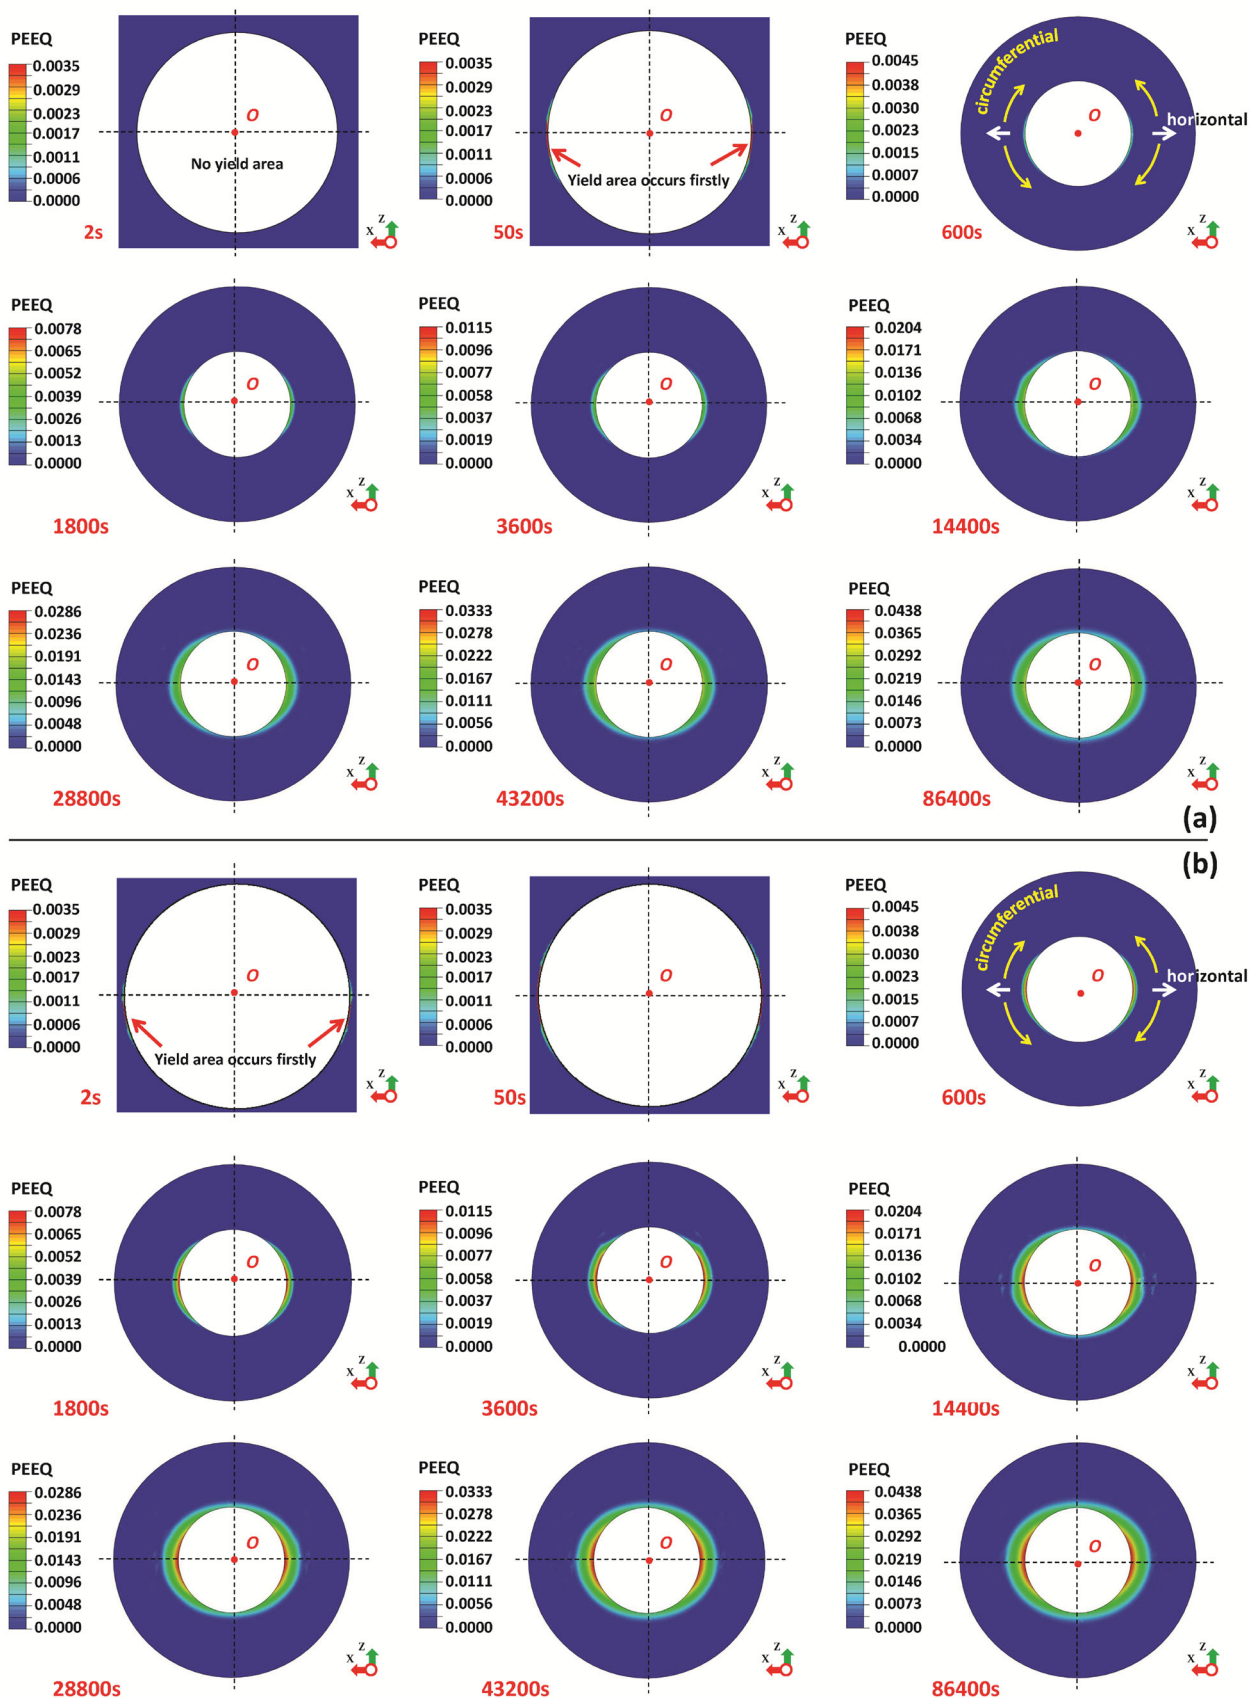 PEEQ
0.0035
0.0029
0.0023
0.0017
0.0011
0.0006
0.0000
O
No yield area
2s
z
x
PEEQ
0.0035
0.0029
0.0023
0.0017
0.0011
0.0006
0.0000
O
Yield area occurs firstly
50s
z
x
PEEQ
0.0045
0.0038
0.0030
0.0023
0.0015
0.0007
0.0000
circumferential
O
horizontal
600s
z
x
PEEQ
0.0078
0.0065
0.0052
0.0039
0.0026
0.0013
0.0000
O
1800s
z
x
PEEQ
0.0115
0.0096
0.0077
0.0058
0.0037
0.0019
0.0000
O
3600s
z
x
PEEQ
0.0204
0.0171
0.0136
0.0102
0.0068
0.0034
0.0000
O
14400s
z
x
PEEQ
0.0286
0.0236
0.0191
0.0143
0.0096
0.0048
0.0000
O
28800s
z
x
PEEQ
0.0333
0.0278
0.0222
0.0167
0.0111
0.0056
0.0000
O
43200s
z
x
PEEQ
0.0438
0.0365
0.0292
0.0219
0.0146
0.0073
0.0000
O
86400s
z
x
(a)
(b)
PEEQ
0.0035
0.0029
0.0023
0.0017
0.0011
0.0006
0.0000
O
Yield area occurs firstly
2s
z
x
PEEQ
0.0035
0.0029
0.0023
0.0017
0.0011
0.0006
0.0000
O
50s
z
x
PEEQ
0.0045
0.0038
0.0030
0.0023
0.0015
0.0007
0.0000
circumferential
O
horizontal
600s
z
x
PEEQ
0.0078
0.0065
0.0052
0.0039
0.0026
0.0013
0.0000
O
1800s
z
x
PEEQ
0.0115
0.0096
0.0077
0.0058
0.0037
0.0019
0.0000
O
3600s
z
x
PEEQ
0.0204
0.0171
0.0136
0.0102
0.0068
0.0034
0.0000
O
14400s
z
x
PEEQ
0.0286
0.0236
0.0191
0.0143
0.0096
0.0048
0.0000
O
28800s
z
x
PEEQ
0.0333
0.0278
0.0222
0.0167
0.0111
0.0056
0.0000
O
43200s
z
x
PEEQ
0.0438
0.0365
0.0292
0.0219
0.0146
0.0073
0.0000
O
86400s
z
x